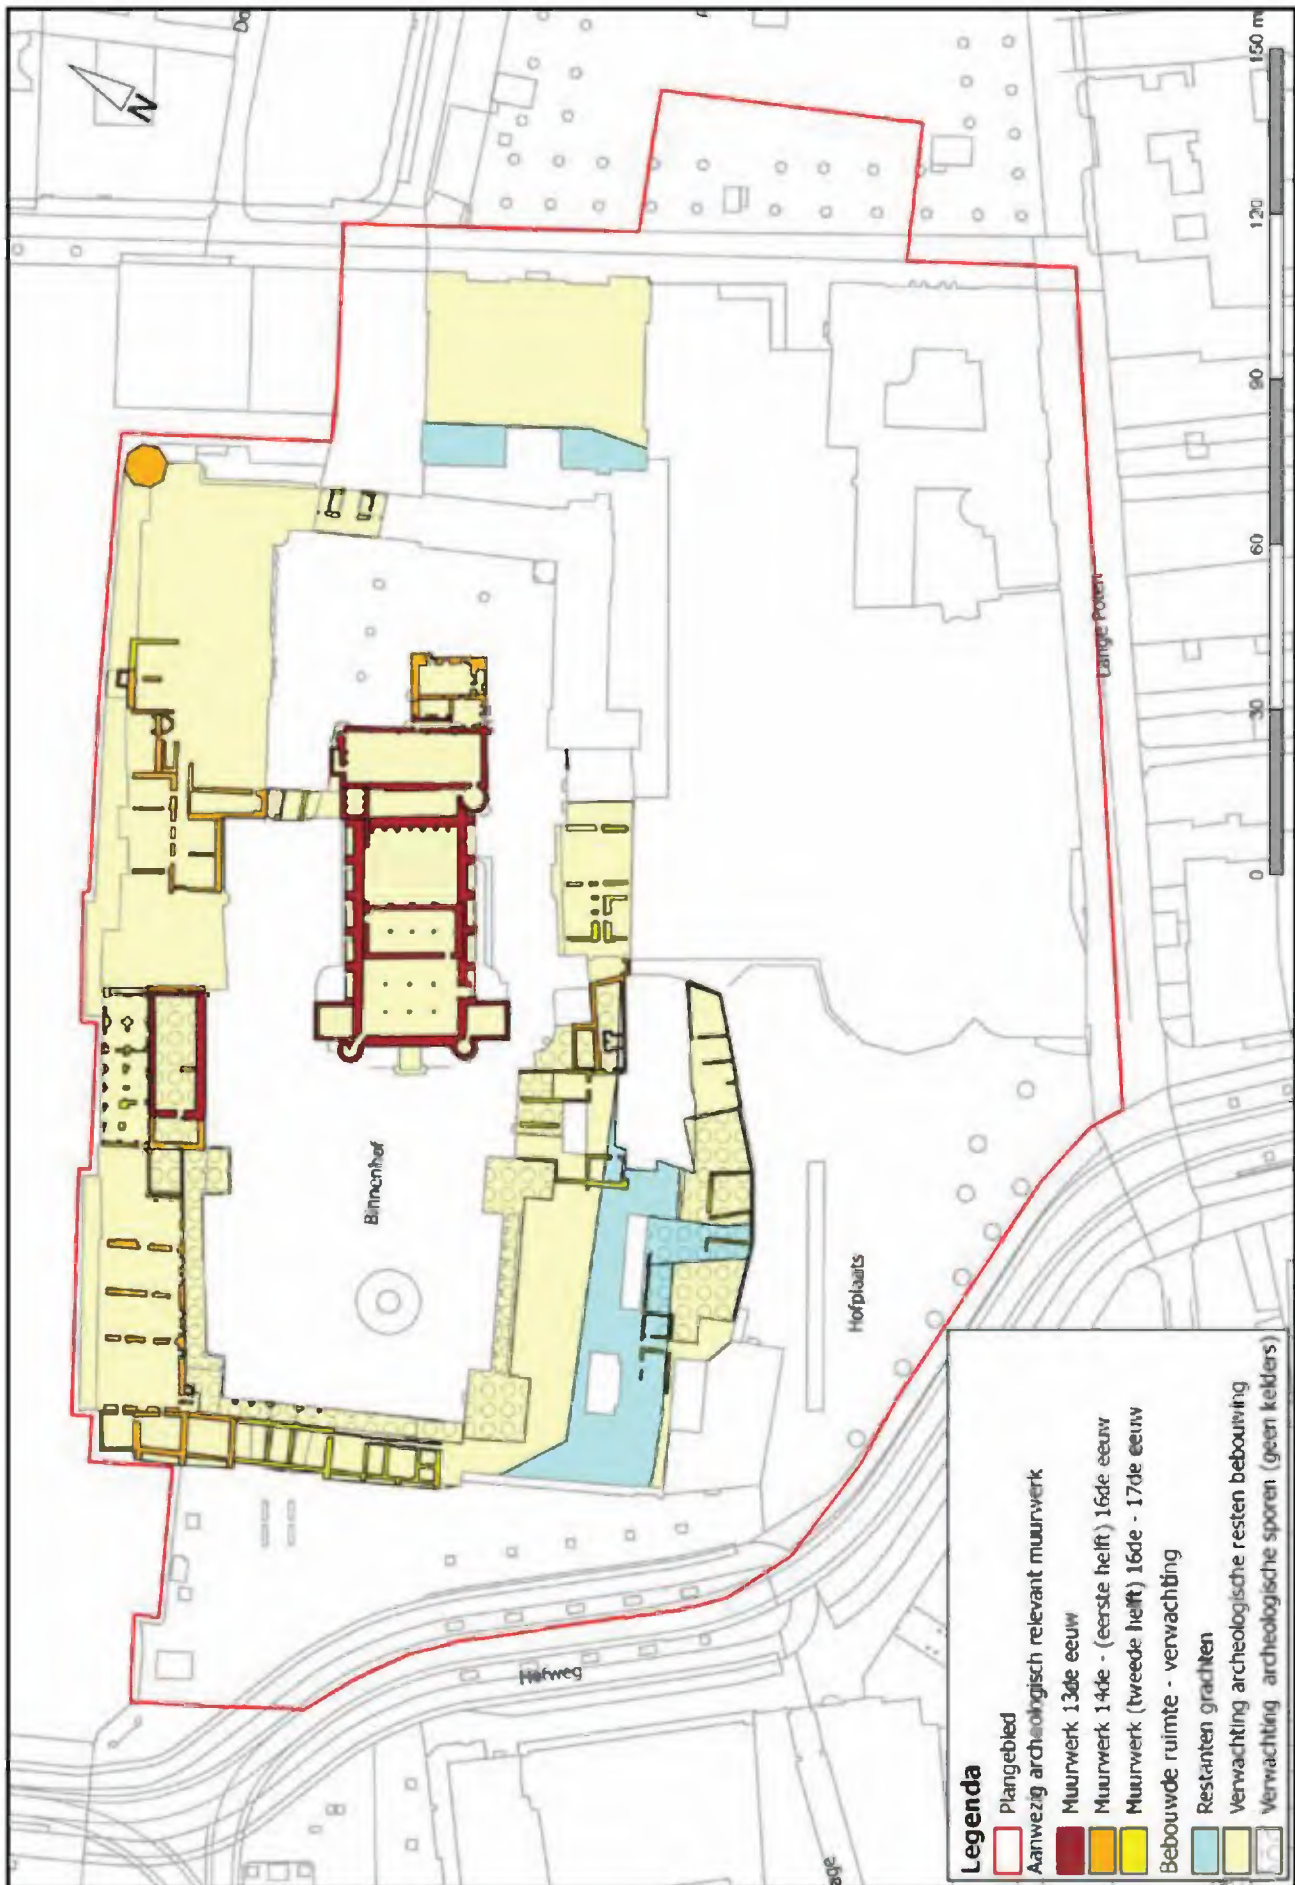 N
Do
Binnenhof
Hofplaats
Hofweg
Lange Poten
age
0 30 60 90 120 150 m
Legenda
Plangebied
Aanwezig archeologisch relevant muurwerk
Muurwerk 13de eeuw
Muurwerk 14de - (eerste helft) 16de eeuw
Muurwerk (tweede helft) 16de - 17de eeuw
Bebouwde ruimte - verwachting
Restanten grachten
Verwachting archeologische resten bebouwing
Verwachting archeologische sporen (geen kelders)